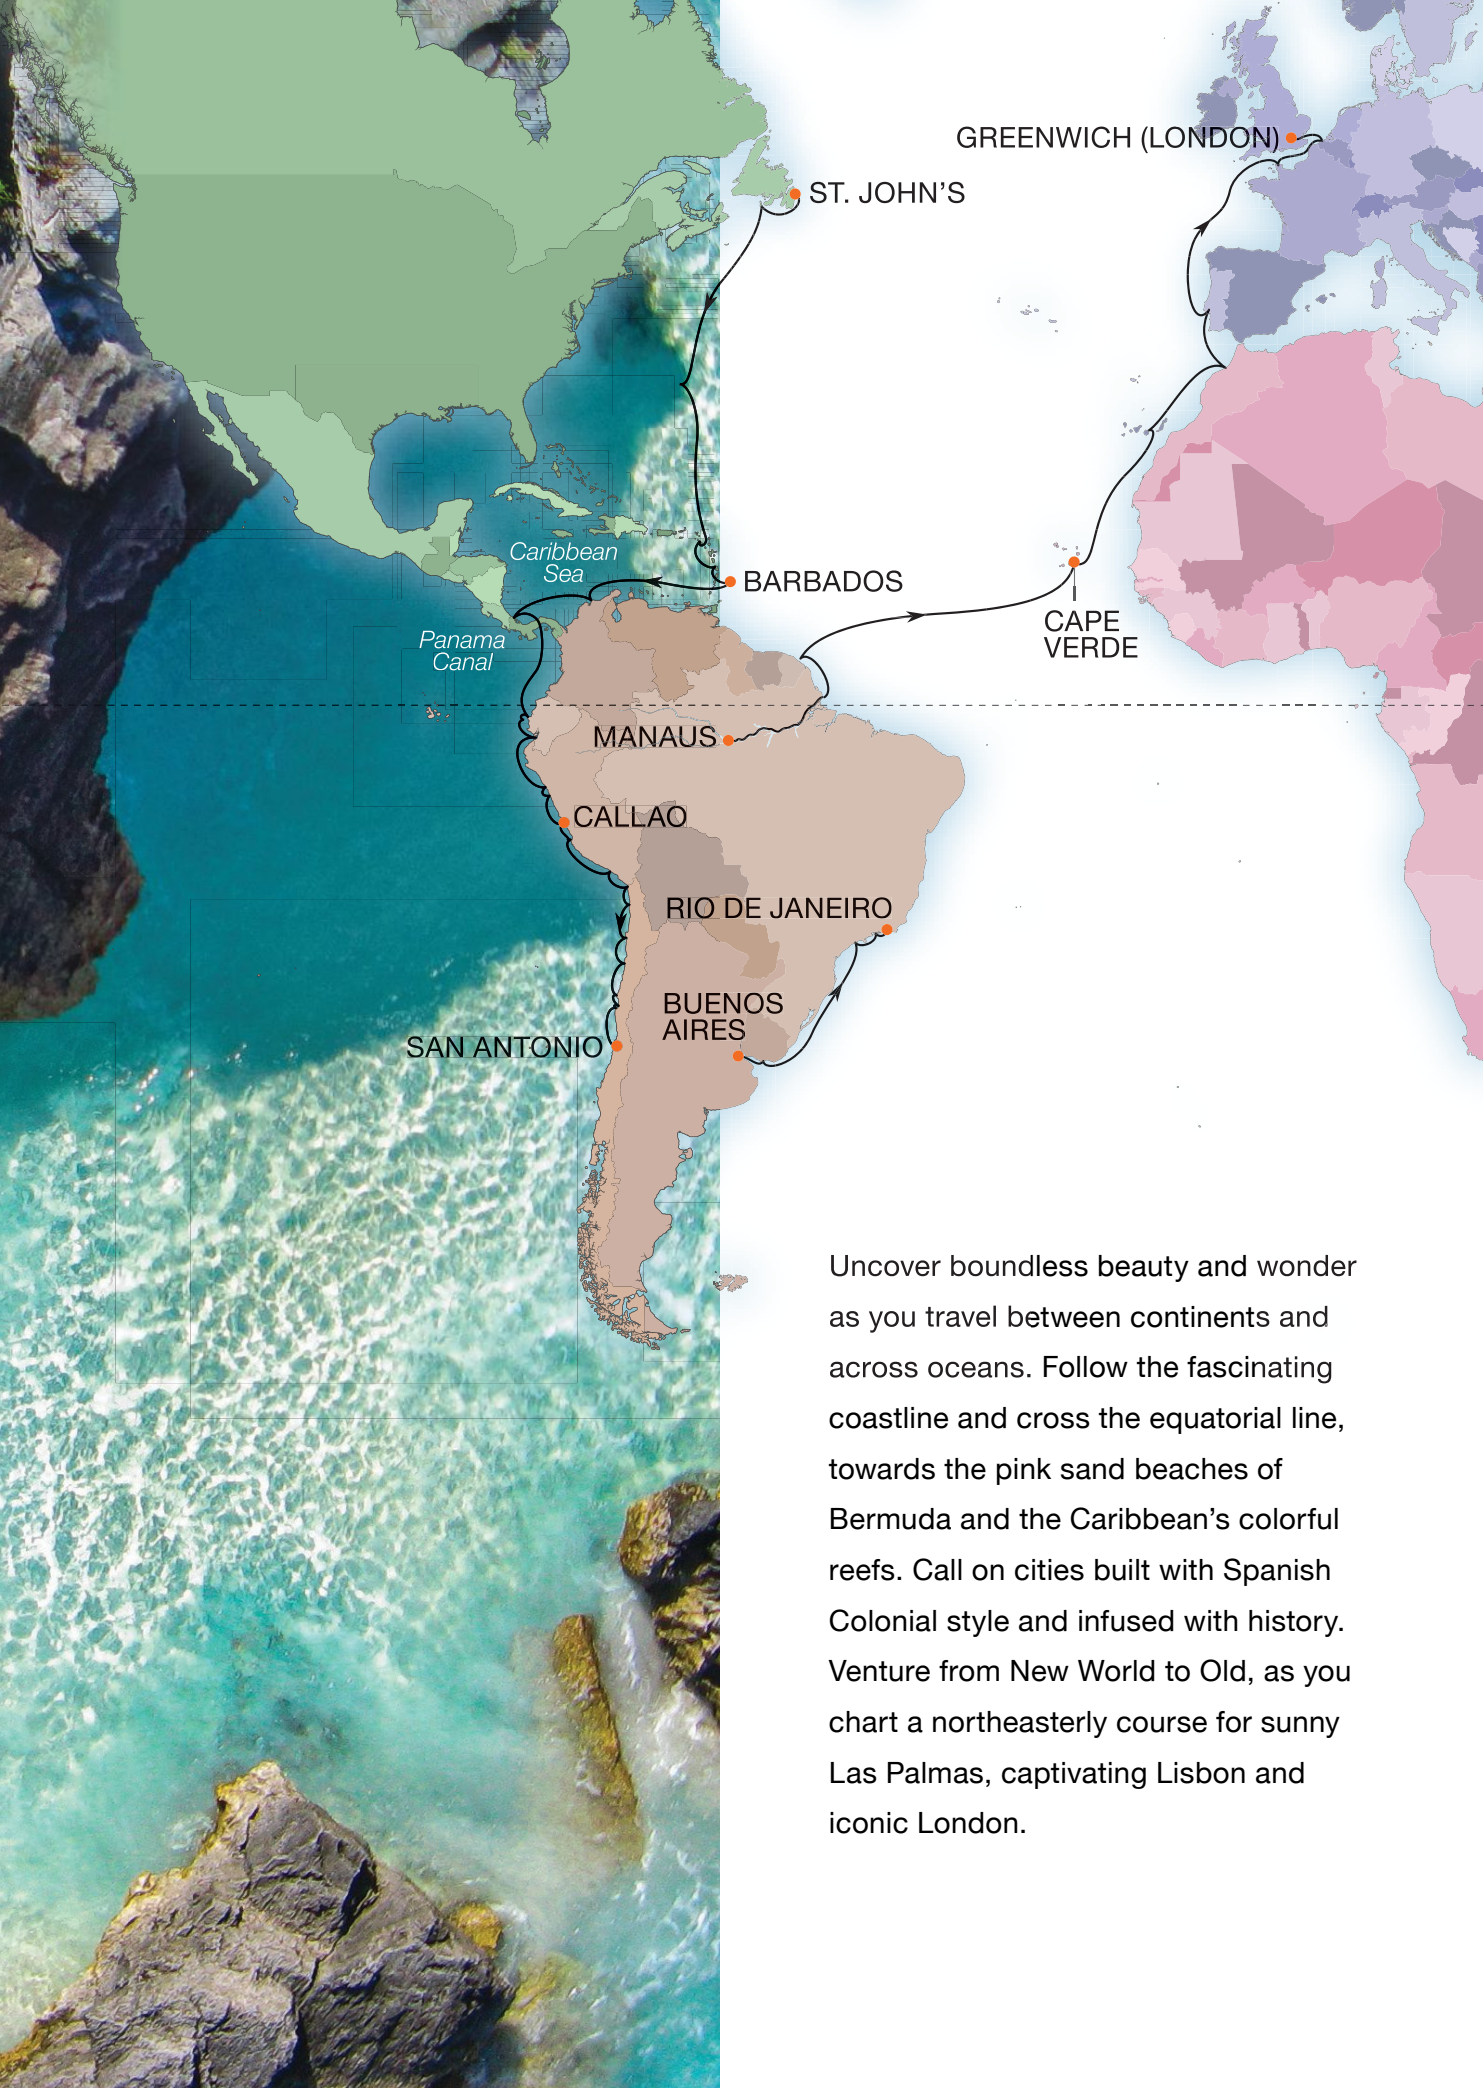 GREENWICH (LONDON)
ST. JOHN’S
Caribbean
Sea
BARBADOS
CAPE
VERDE
Panama
Canal
MANAUS
CALLAO
RIO DE JANEIRO
BUENOS
AIRES
SAN ANTONIO
Uncover boundless beauty and wonder
as you travel between continents and
across oceans. Follow the fascinating
coastline and cross the equatorial line,
towards the pink sand beaches of
Bermuda and the Caribbean’s colorful
reefs. Call on cities built with Spanish
Colonial style and infused with history.
Venture from New World to Old, as you
chart a northeasterly course for sunny
Las Palmas, captivating Lisbon and
iconic London.